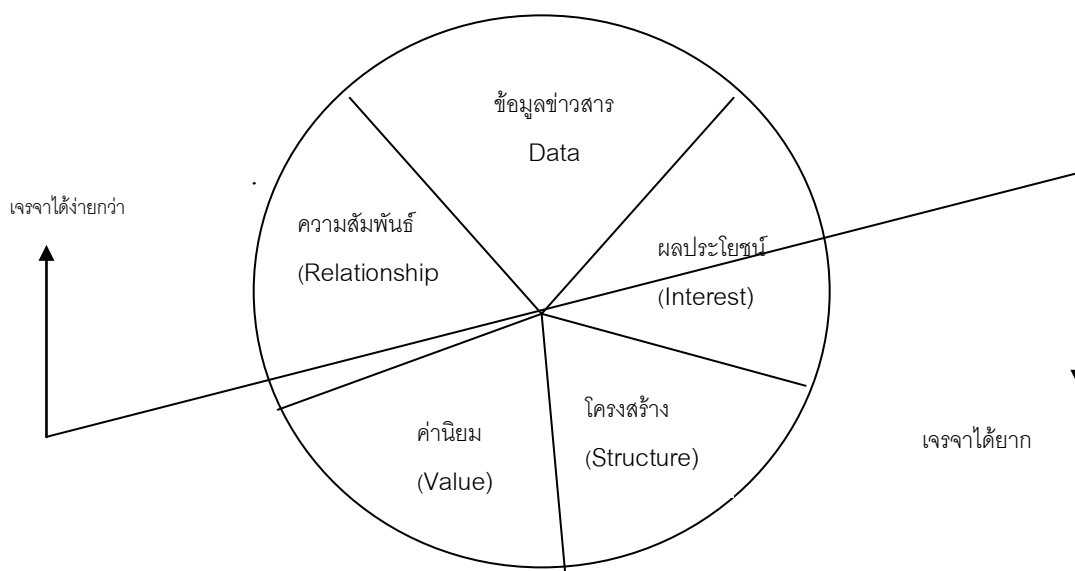 ข้อมูลข่าวสาร
Data
เจรจาได้ง่ายกว่า
ความสัมพันธ์
(Relationship
ผลประโยชน์
(Interest)
โครงสร้าง
(Structure)
ค่านิยม
(Value)
เจรจาได้ยาก